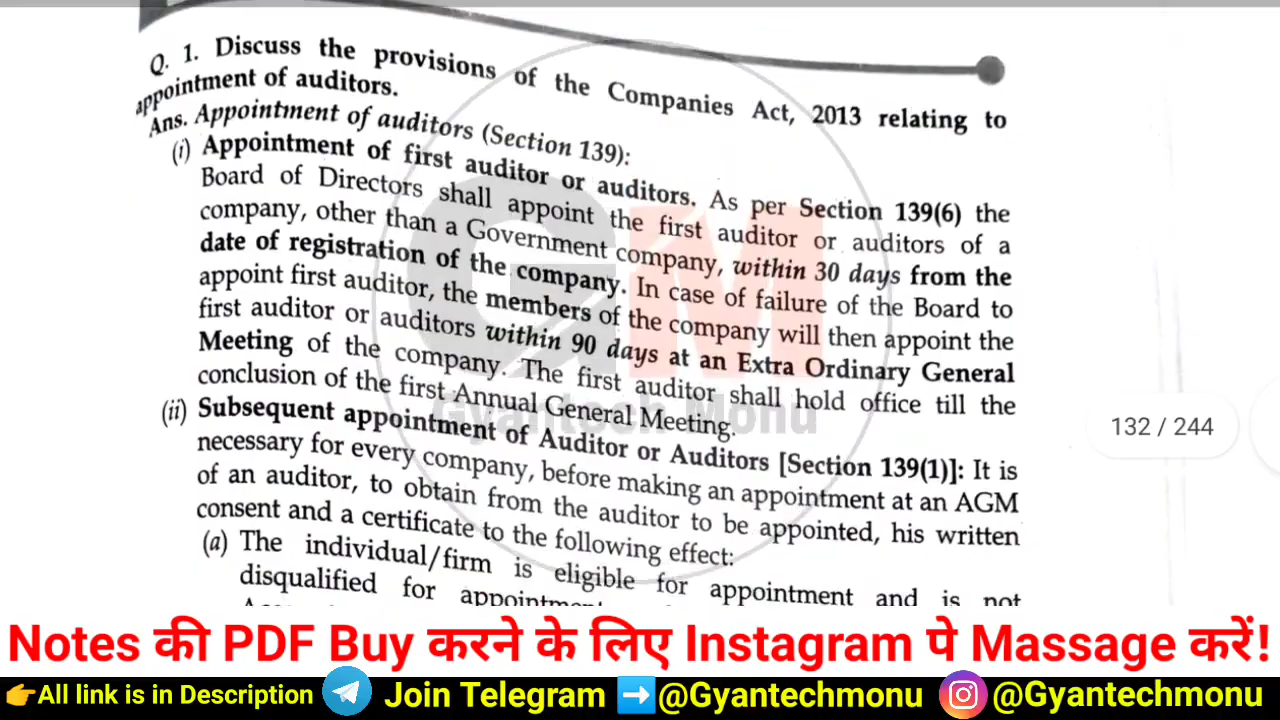 Q. 1. Discuss the provisions of the Companies Act, 2013 relating to
appointment of auditors.
Ans. Appointment of auditors (Section 139):
(i) Appointment of first auditor or auditors. As per Section 139(6) the
Board of Directors shall appoint the first auditor or auditors of a
company, other than a Government company, within 30 days from the
date of registration of the company. In case of failure of the Board to
appoint first auditor, the members of the company will then appoint the
first auditor or auditors within 90 days at an Extra Ordinary General
Meeting of the company. The first auditor shall hold office till the
conclusion of the first Annual General Meeting.
(ii) Subsequent appointment of Auditor or Auditors [Section 139(1)]: It is
necessary for every company, before making an appointment at an AGM
of an auditor, to obtain from the auditor to be appointed, his written
consent and a certificate to the following effect:
(a) The individual/firm is eligible for appointment and is not
disqualified for appointment
GM
Gyantech Monu
132 / 244
Notes की PDF Buy करने के लिए Instagram पे Massage करें!
👉All link is in Description Join Telegram ➡️@Gyantechmonu @Gyantechmonu